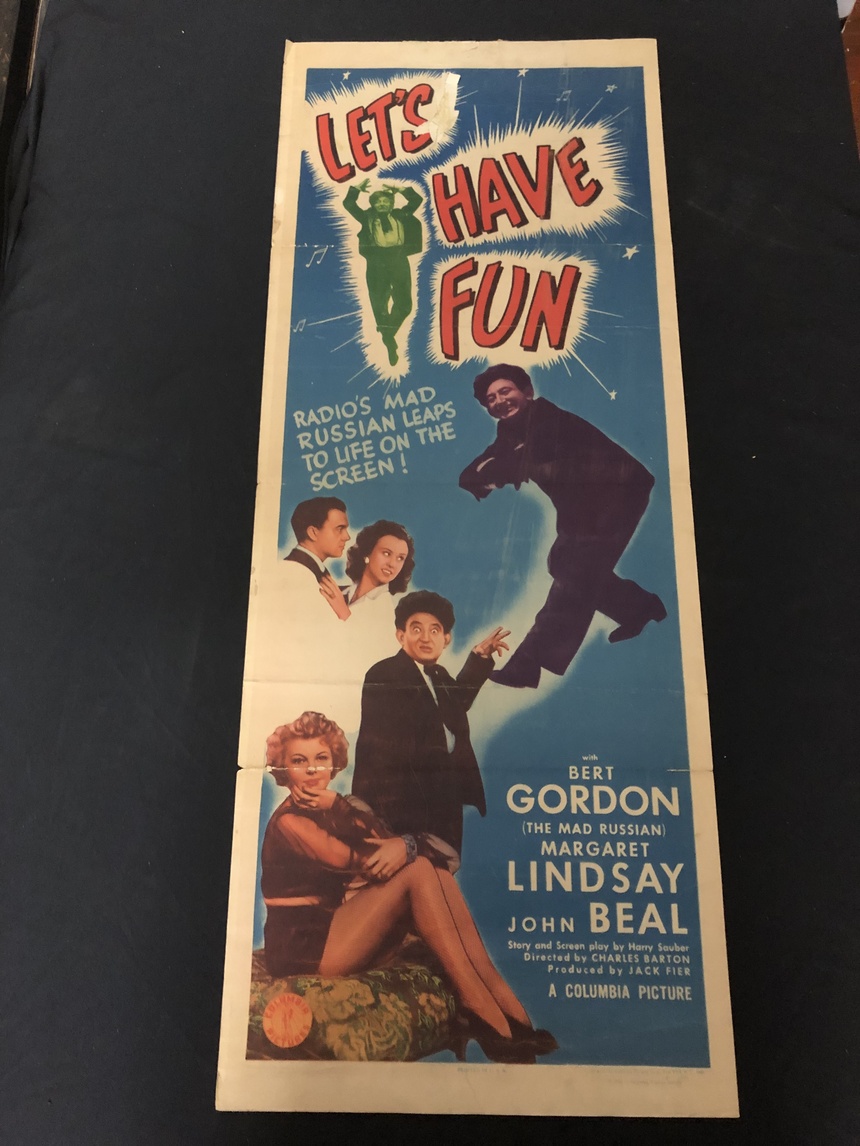 LET'S
HAVE
FUN
RADIO'S MAD
RUSSIAN LEAPS
TO LIFE ON THE
SCREEN!
with
BERT
GORDON
(THE MAD RUSSIAN)
MARGARET
LINDSAY
JOHN BEAL
Story and Screen play by Harry Sauber
Directed by CHARLES BARTON
Produced by JACK FIER
A COLUMBIA PICTURE
COLUMBIA
PICTURES